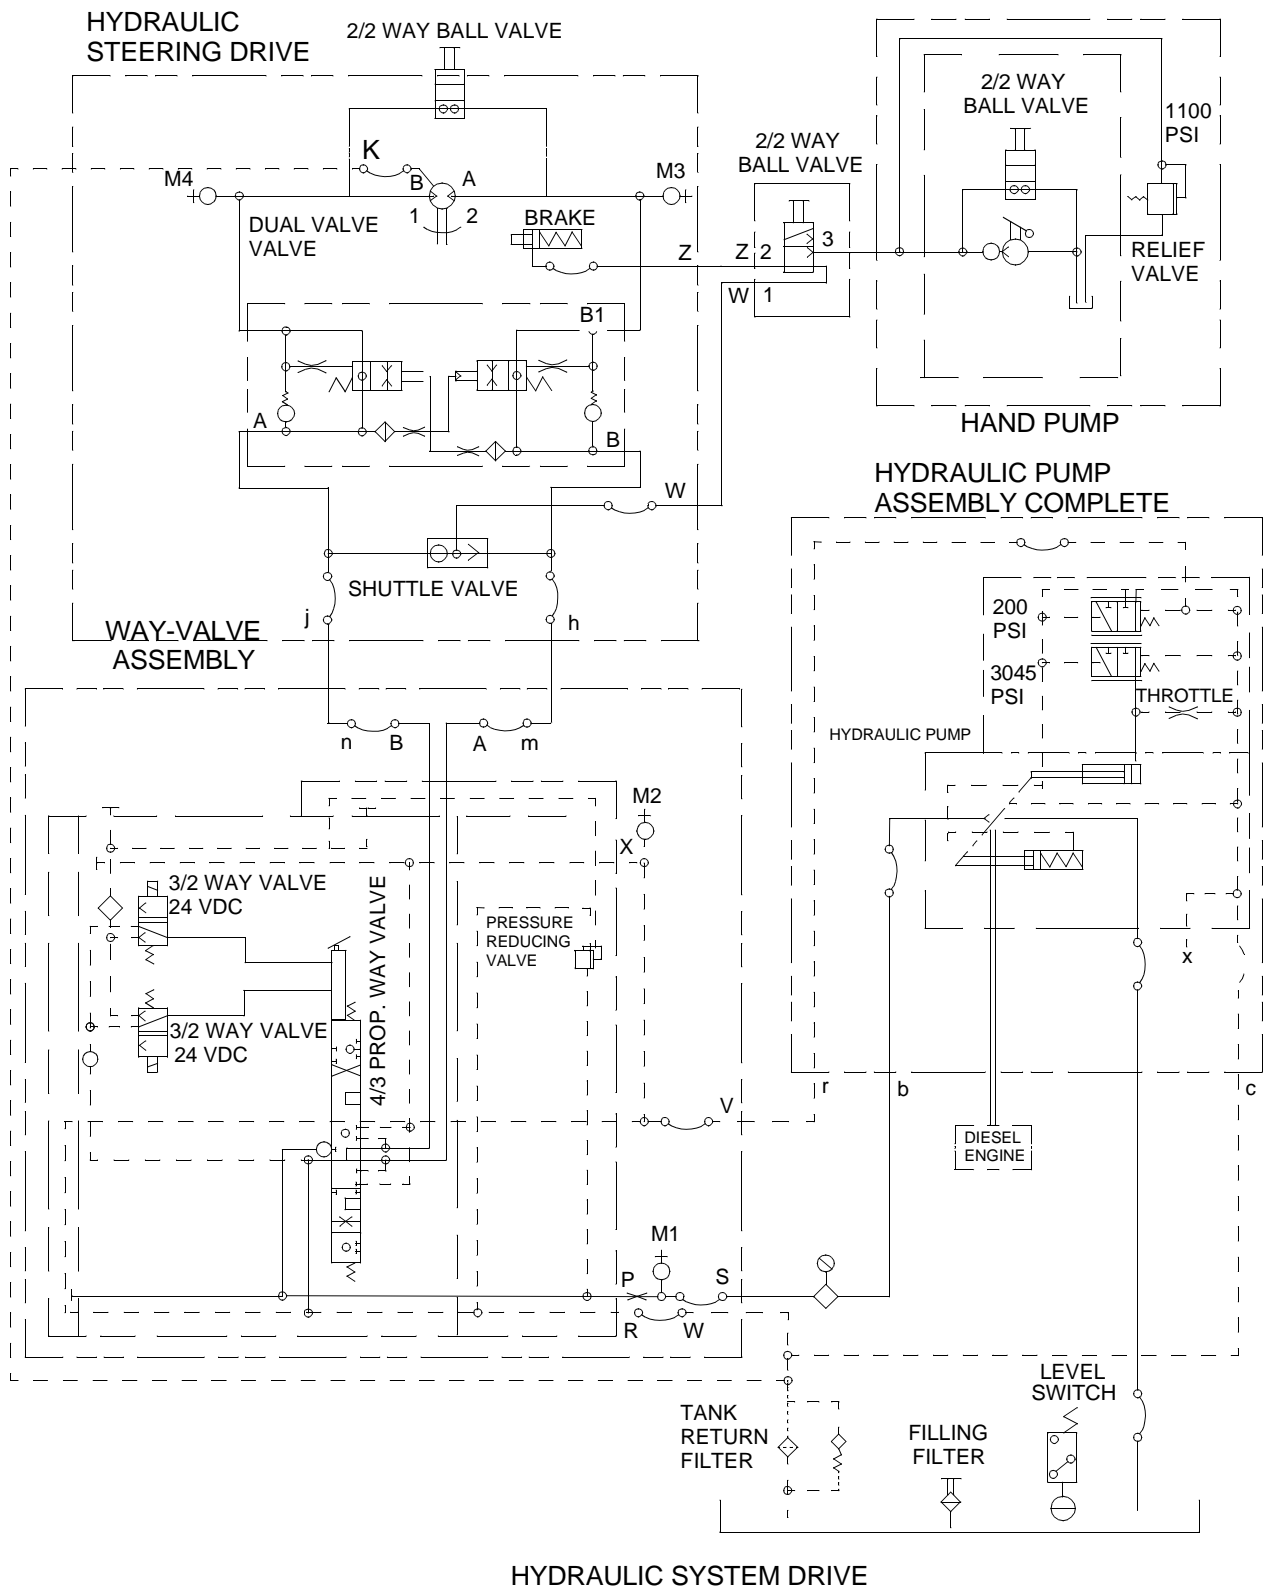 HYDRAULIC
STEERING DRIVE
2/2 WAY BALL VALVE
K
M4
B
A
M3
1
2
DUAL VALVE
VALVE
BRAKE
Z
2/2 WAY
BALL VALVE
Z
2
3
W
1
2/2 WAY
BALL VALVE
1100
PSI
RELIEF
VALVE
HAND PUMP
B1
A
B
W
SHUTTLE VALVE
j
h
WAY-VALVE
ASSEMBLY
HYDRAULIC PUMP
ASSEMBLY COMPLETE
200
PSI
3045
PSI
THROTTLE
HYDRAULIC PUMP
x
r
b
c
DIESEL
ENGINE
n
B
A
m
M2
X
3/2 WAY VALVE
24 VDC
3/2 WAY VALVE
24 VDC
4/3 PROP. WAY VALVE
PRESSURE
REDUCING
VALVE
V
M1
P
S
R
W
TANK
RETURN
FILTER
FILLING
FILTER
LEVEL
SWITCH
HYDRAULIC SYSTEM DRIVE